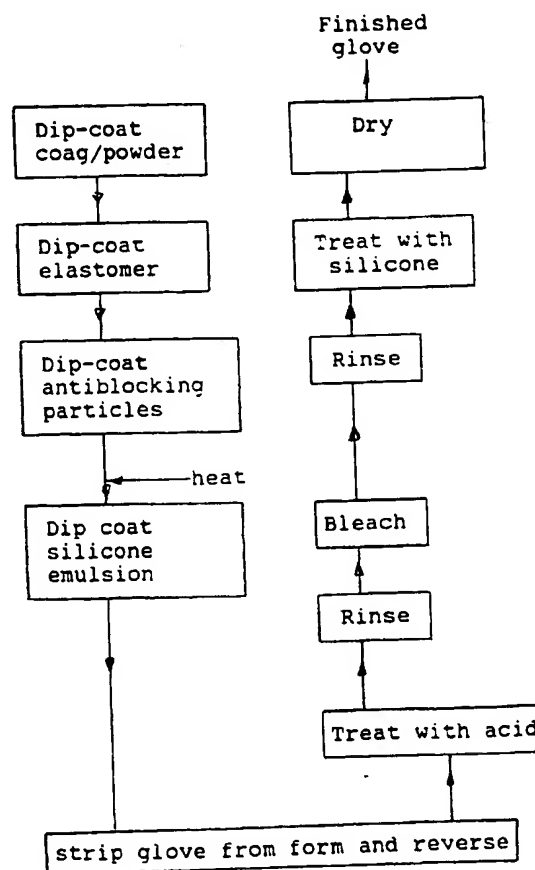 Dip-coat
coag/powder
Dip-coat
elastomer
Dip-coat
antiblocking
particles
heat
Dip coat
silicone
emulsion
strip glove from form and reverse
Treat with acid
Rinse
Bleach
Rinse
Treat with
silicone
Dry
Finished
glove